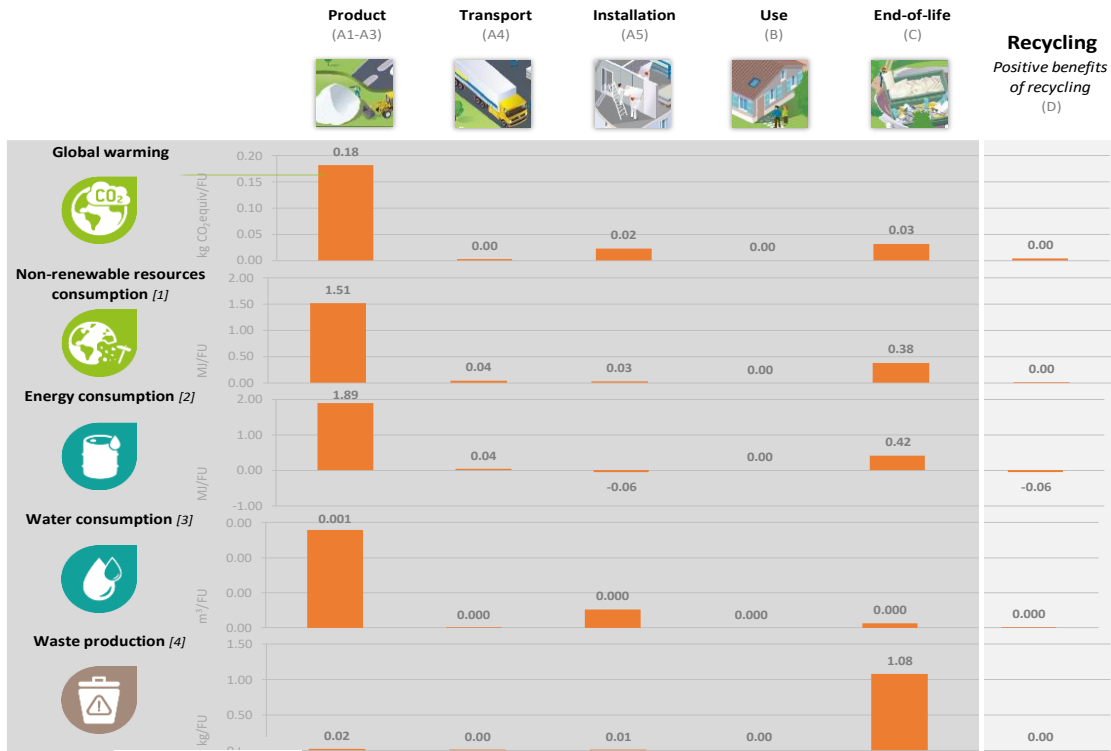 Product
(A1-A3)
Transport
(A4)
Installation
(A5)
Use
(B)
End-of-life
(C)
Recycling
Positive benefits
of recycling
(D)
Global warming
CO2
kg CO2equiv/FU
0.20
0.15
0.10
0.05
0.00
0.18
0.00
0.02
0.00
0.03
0.00
Non-renewable resources
consumption [1]
MJ/FU
2.00
1.50
1.00
0.50
0.00
1.51
0.04
0.03
0.00
0.38
0.00
Energy consumption [2]
MJ/FU
2.00
1.00
0.00
-1.00
1.89
0.04
-0.06
0.00
0.42
-0.06
Water consumption [3]
m³/FU
0.00
0.00
0.00
0.00
0.001
0.000
0.000
0.000
0.000
0.000
Waste production [4]
kg/FU
1.50
1.00
0.50
0.02
0.00
0.01
0.00
1.08
0.00